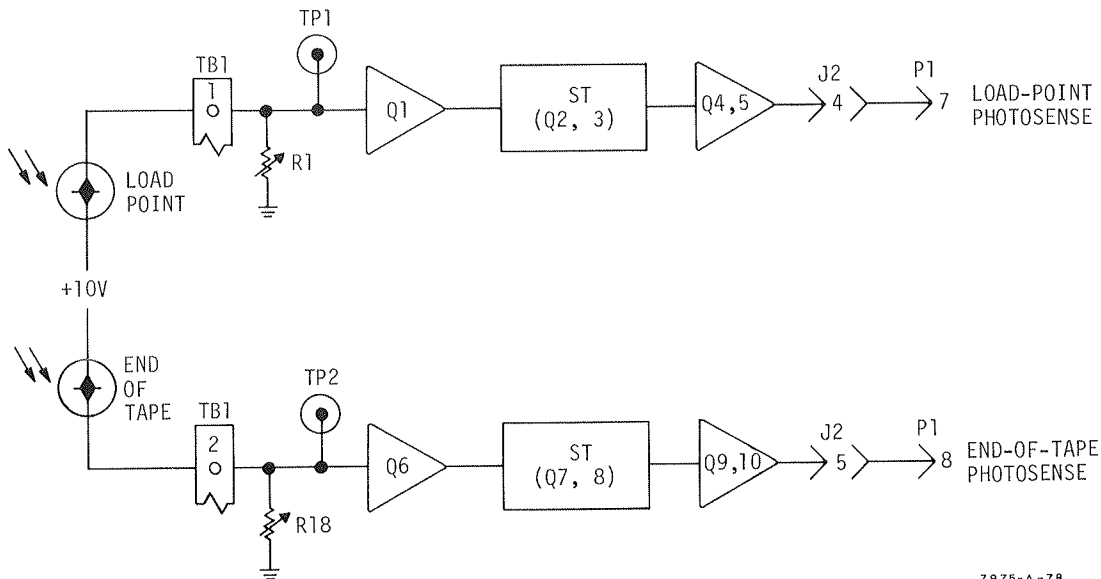 TP1
TB1
1
R1
Q1
ST
(Q2, 3)
Q4,5
J2
4
P1
7
LOAD-POINT
PHOTOSENSE
LOAD
POINT
+10V
END
OF
TAPE
TB1
2
TP2
R18
Q6
ST
(Q7, 8)
Q9,10
J2
5
P1
8
END-OF-TAPE
PHOTOSENSE
7975-A-78